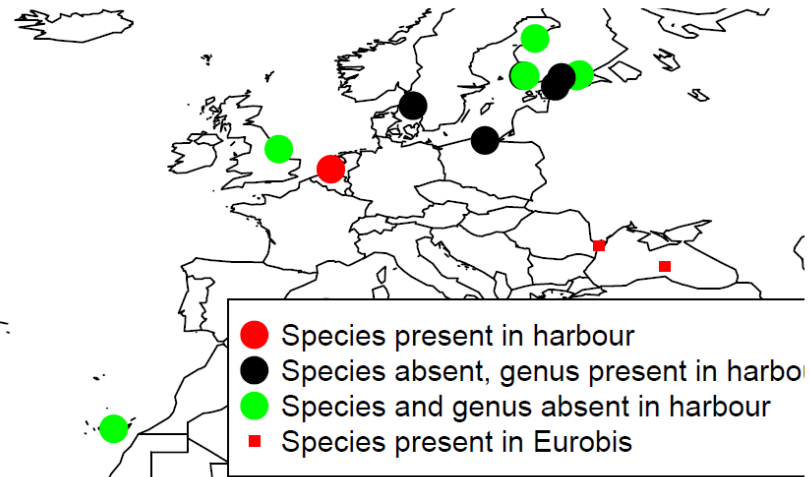 Species present in harbour
Species absent, genus present in harbou
Species and genus absent in harbour
Species present in Eurobis